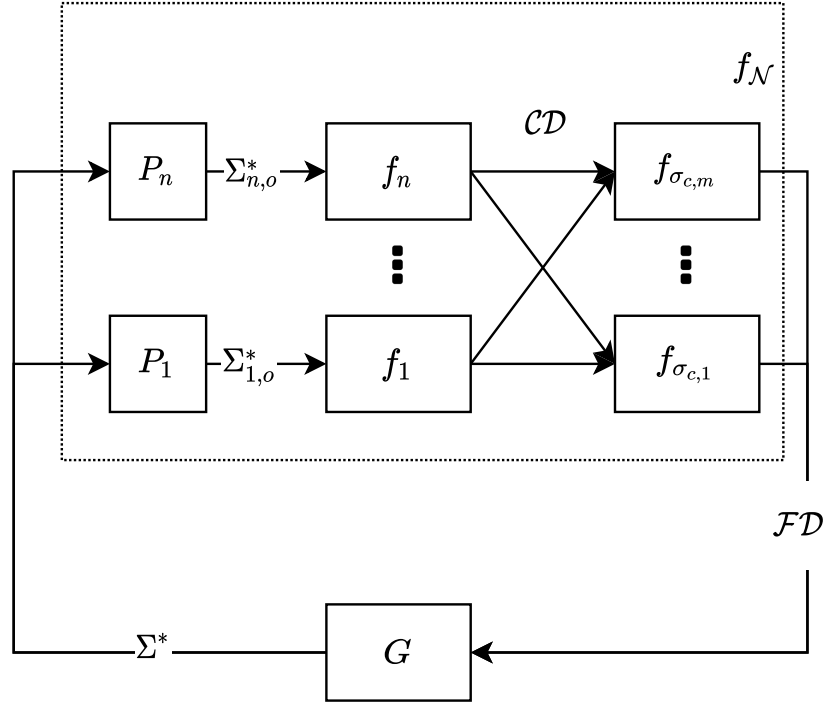 f_𝒩
𝒞𝒟
P_n Σ*_{n,o} f_n f_{σ_{c,m}}
P_1 Σ*_{1,o} f_1 f_{σ_{c,1}}
ℱ𝒟
Σ* G